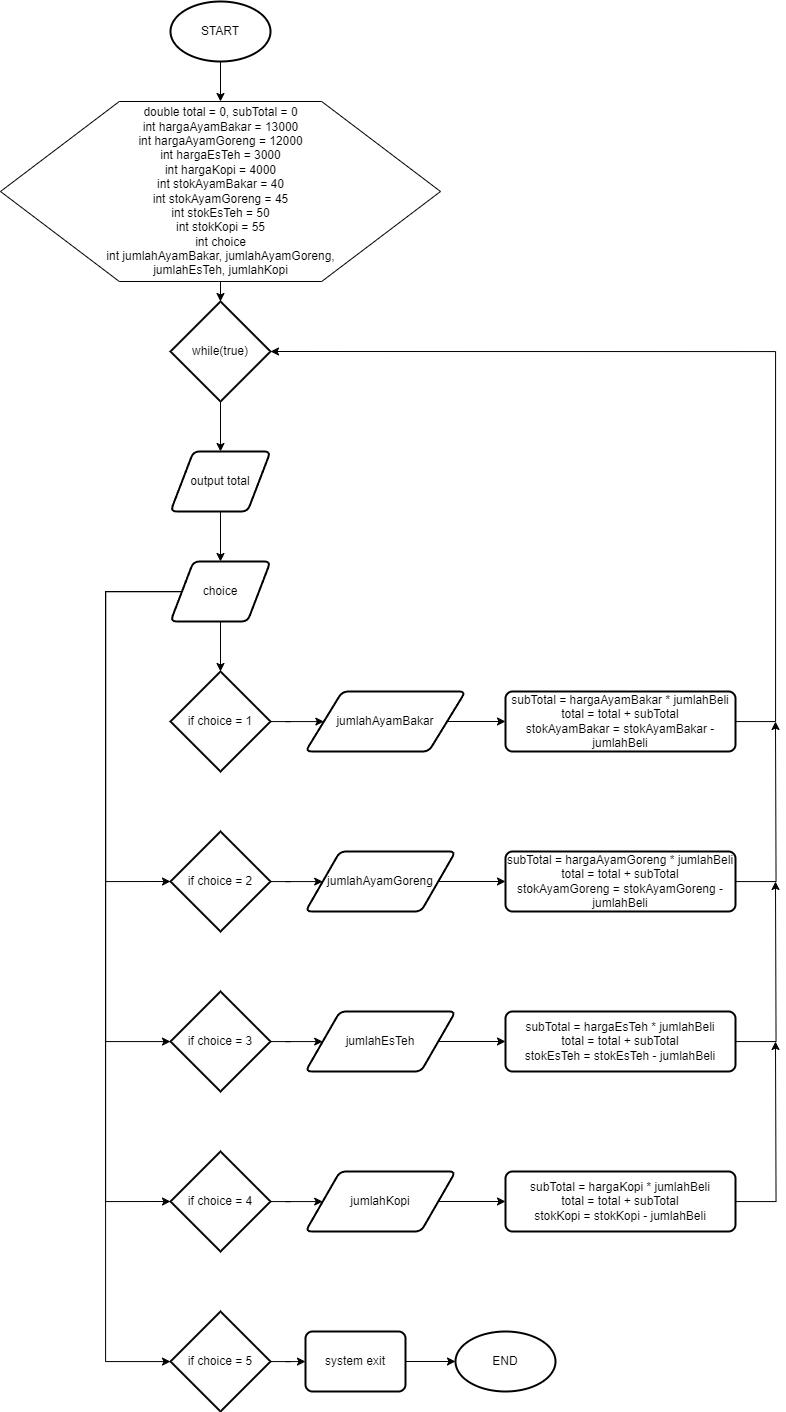 START
double total = 0, subTotal = 0
int hargaAyamBakar = 13000
int hargaAyamGoreng = 12000
int hargaEsTeh = 3000
int hargaKopi = 4000
int stokAyamBakar = 40
int stokAyamGoreng = 45
int stokEsTeh = 50
int stokKopi = 55
int choice
int jumlahAyamBakar, jumlahAyamGoreng,
jumlahEsTeh, jumlahKopi
while(true)
output total
choice
if choice = 1
jumlahAyamBakar
subTotal = hargaAyamBakar * jumlahBeli
total = total + subTotal
stokAyamBakar = stokAyamBakar -
jumlahBeli
if choice = 2
jumlahAyamGoreng
subTotal = hargaAyamGoreng * jumlahBeli
total = total + subTotal
stokAyamGoreng = stokAyamGoreng -
jumlahBeli
if choice = 3
jumlahEsTeh
subTotal = hargaEsTeh * jumlahBeli
total = total + subTotal
stokEsTeh = stokEsTeh - jumlahBeli
if choice = 4
jumlahKopi
subTotal = hargaKopi * jumlahBeli
total = total + subTotal
stokKopi = stokKopi - jumlahBeli
if choice = 5
system exit
END